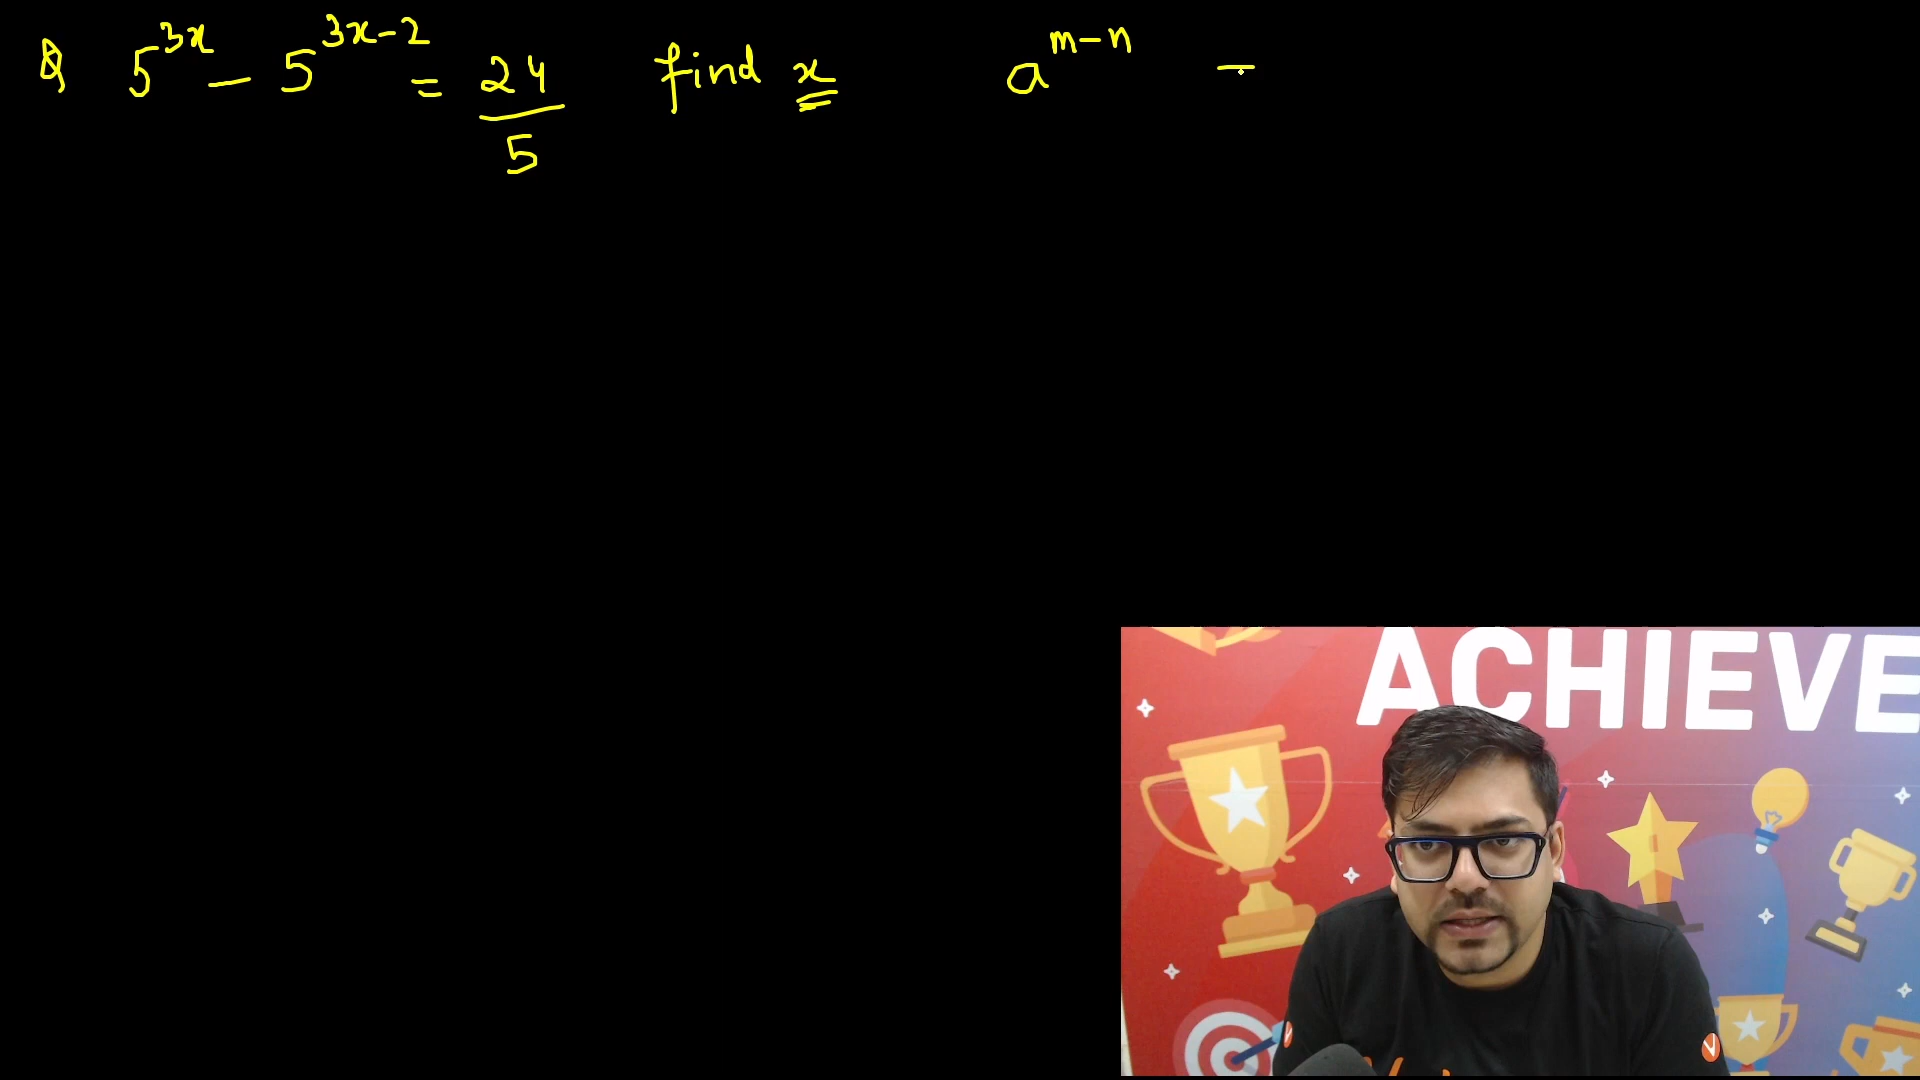 Q 5^{3x} - 5^{3x-2} = 24/5 find x a^{m-n} =
ACHIEVE